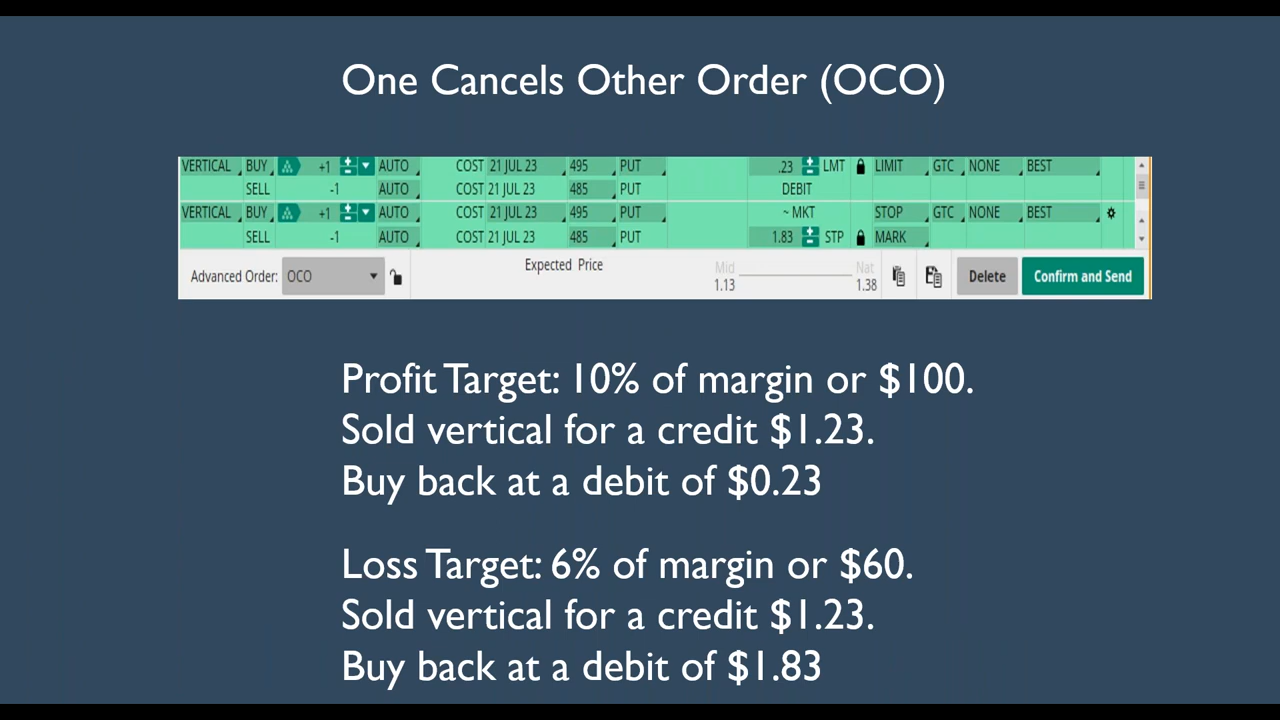 One Cancels Other Order (OCO)
VERTICAL BUY +1 AUTO COST 21 JUL 23 495 PUT .23 LMT LIMIT GTC NONE BEST
SELL -1 AUTO COST 21 JUL 23 485 PUT DEBIT
VERTICAL BUY +1 AUTO COST 21 JUL 23 495 PUT ~ MKT STOP GTC NONE BEST
SELL -1 AUTO COST 21 JUL 23 485 PUT 1.83 STP MARK
Advanced Order: OCO Expected Price Mid Nat Delete Confirm and Send
1.13 1.38
Profit Target: 10% of margin or $100.
Sold vertical for a credit $1.23.
Buy back at a debit of $0.23
Loss Target: 6% of margin or $60.
Sold vertical for a credit $1.23.
Buy back at a debit of $1.83